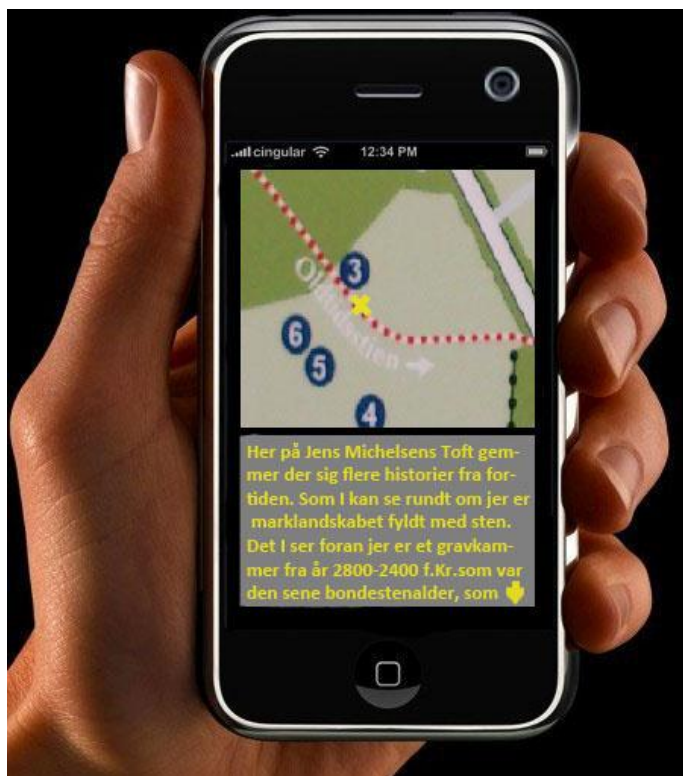 cingular 12:34 PM
3
Oldtidsstien
6
5
4
Her på Jens Michelsens Toft gem-
mer der sig flere historier fra for-
tiden. Som I kan se rundt om jer er
marklandskabet fyldt med sten.
Det I ser foran jer er et gravkam-
mer fra år 2800-2400 f.Kr.som var
den sene bondestenalder, som